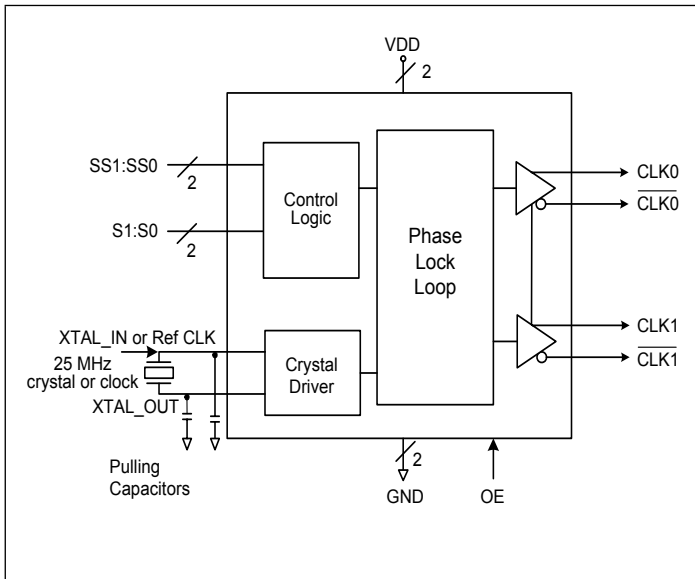 VDD
2
SS1:SS0
2
S1:S0
2
Control
Logic
Phase
Lock
Loop
CLK0
CLK0
CLK1
CLK1
XTAL_IN or Ref CLK
25 MHz
crystal or clock
XTAL_OUT
Crystal
Driver
Pulling
Capacitors
2
GND
OE